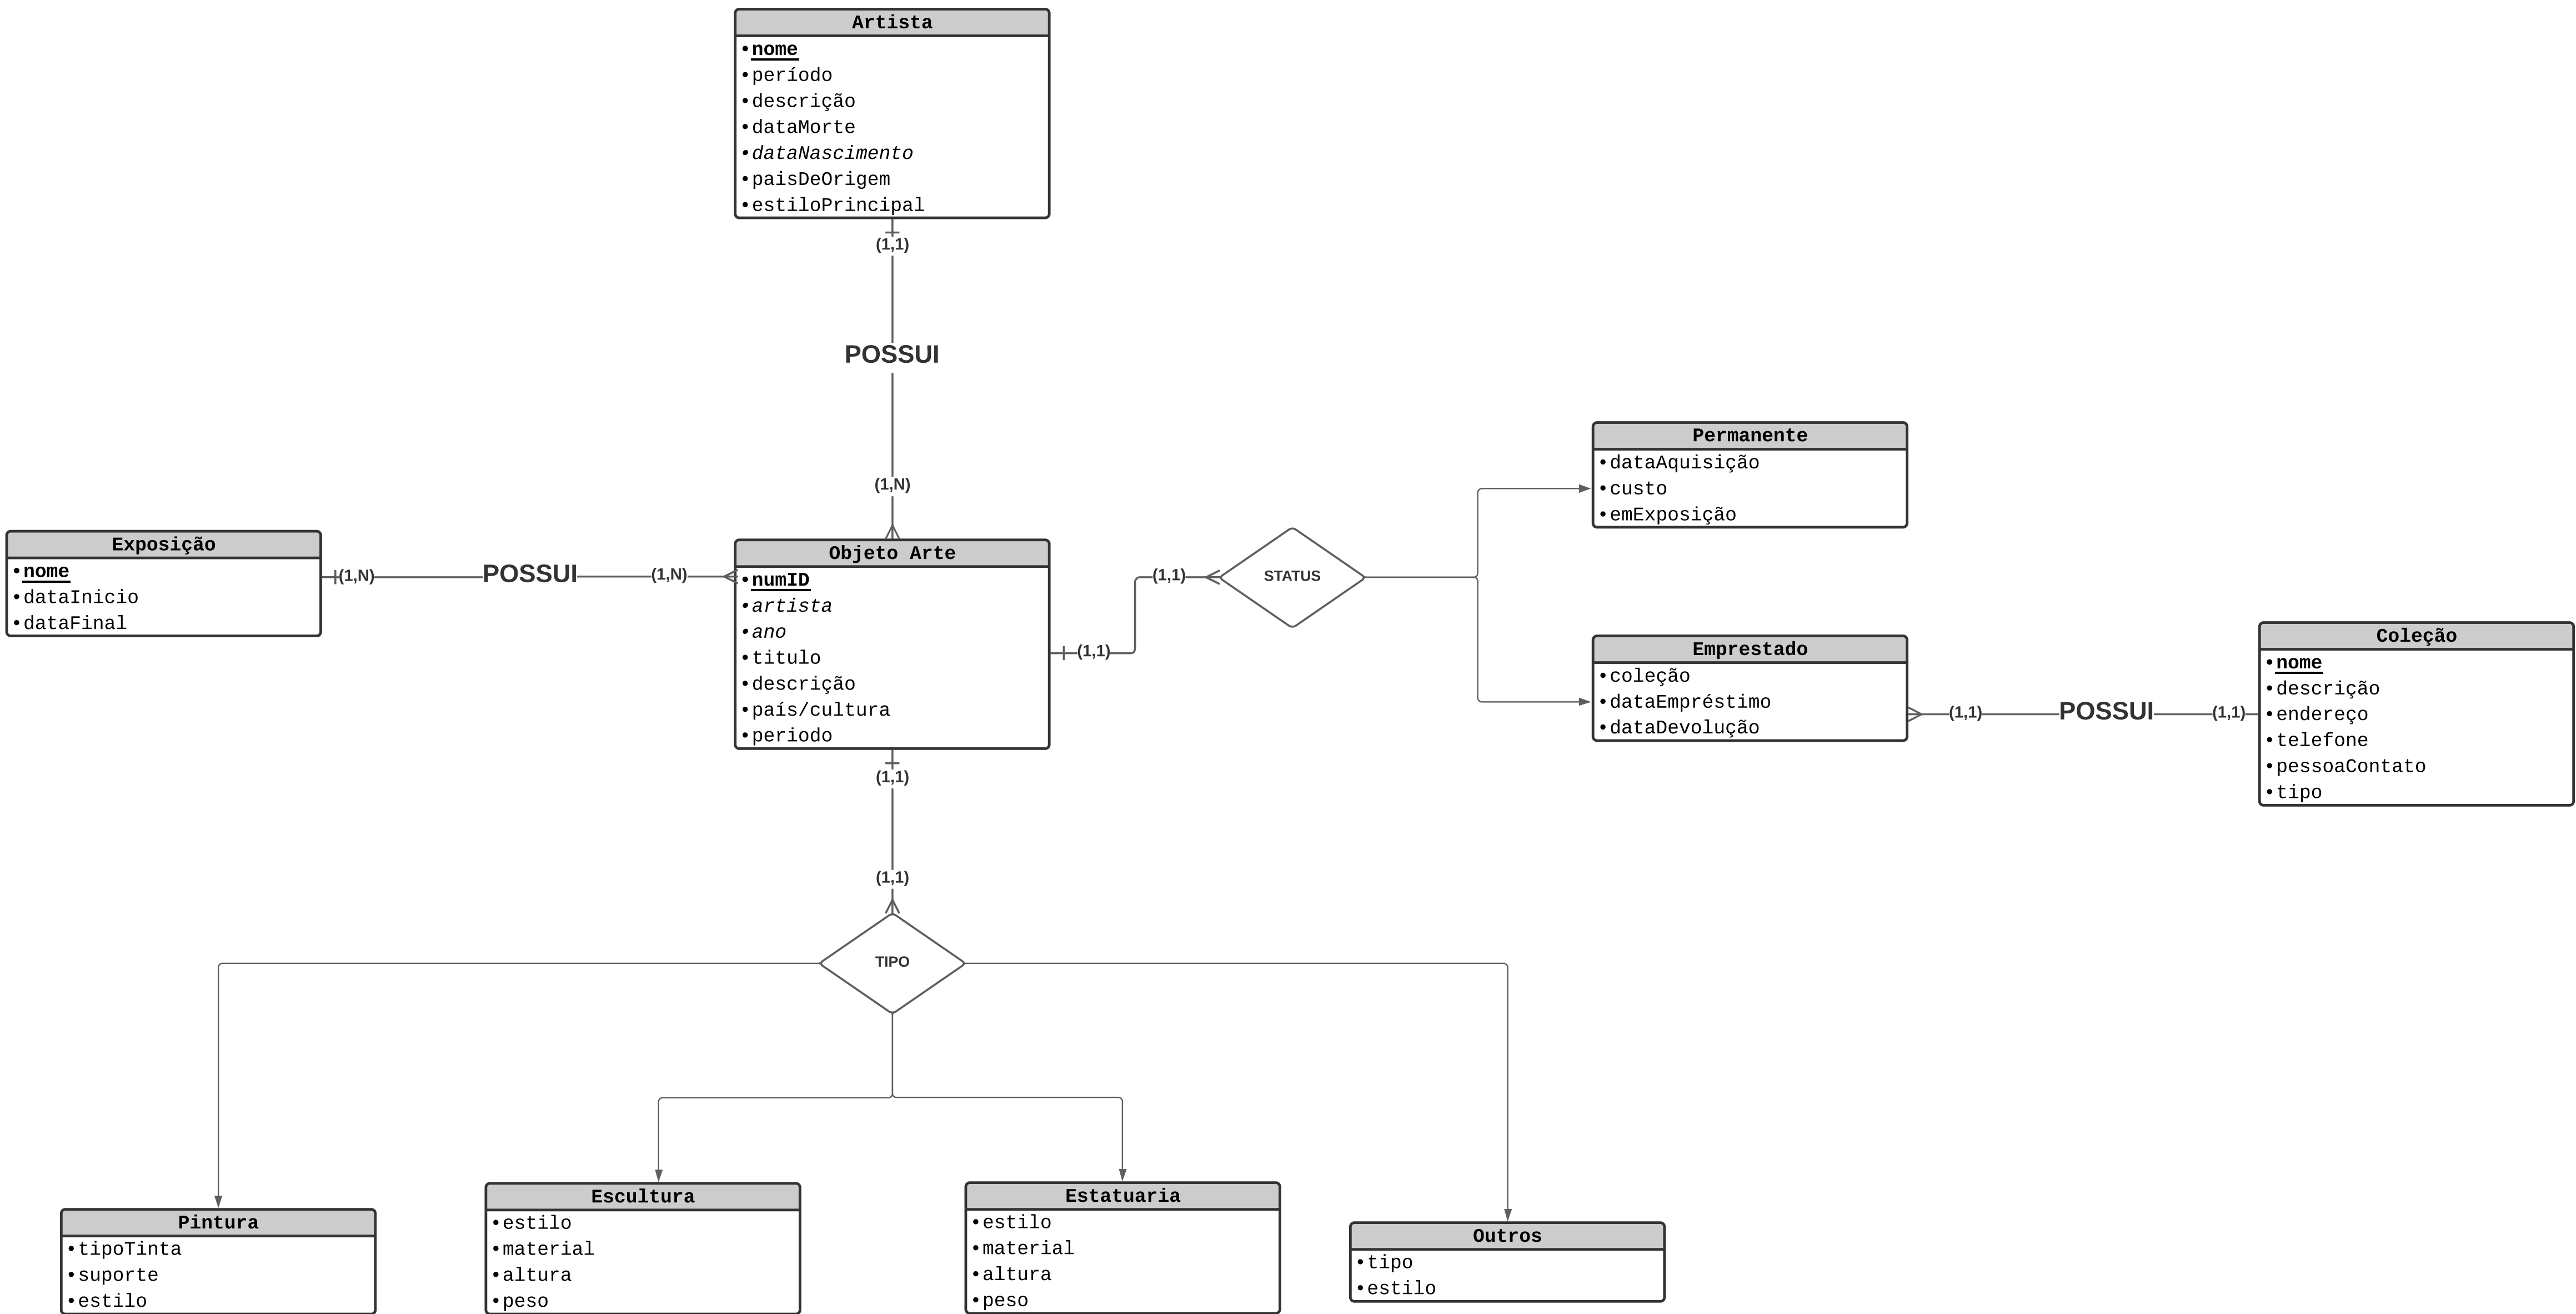 Artista
•nome
•período
•descrição
•dataMorte
•dataNascimento
•paisDeOrigem
•estiloPrincipal
(1,1)
POSSUI
(1,N)
Exposição
•nome
•dataInicio
•dataFinal
(1,N)
POSSUI
(1,N)
Objeto Arte
•numID
•artista
•ano
•titulo
•descrição
•país/cultura
•periodo
(1,1)
(1,1)
STATUS
Permanente
•dataAquisição
•custo
•emExposição
Emprestado
•coleção
•dataEmpréstimo
•dataDevolução
(1,1)
POSSUI
(1,1)
Coleção
•nome
•descrição
•endereço
•telefone
•pessoaContato
•tipo
(1,1)
(1,1)
TIPO
Pintura
•tipoTinta
•suporte
•estilo
Escultura
•estilo
•material
•altura
•peso
Estatuaria
•estilo
•material
•altura
•peso
Outros
•tipo
•estilo